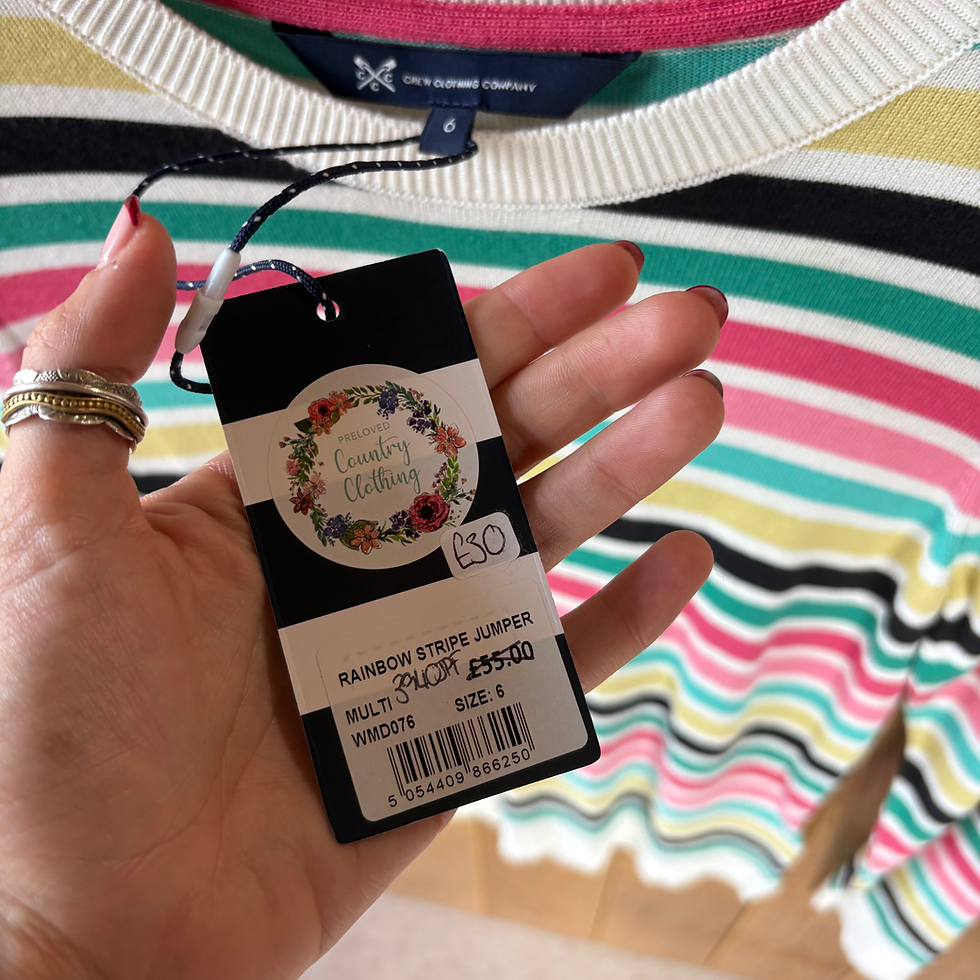 CREW CLOTHING COMPANY
CCC
6
PRELOVED
Country
Clothing
£30
RAINBOW STRIPE JUMPER
£55.00
MULTI
SIZE: 6
WMD076
5 054409 866250